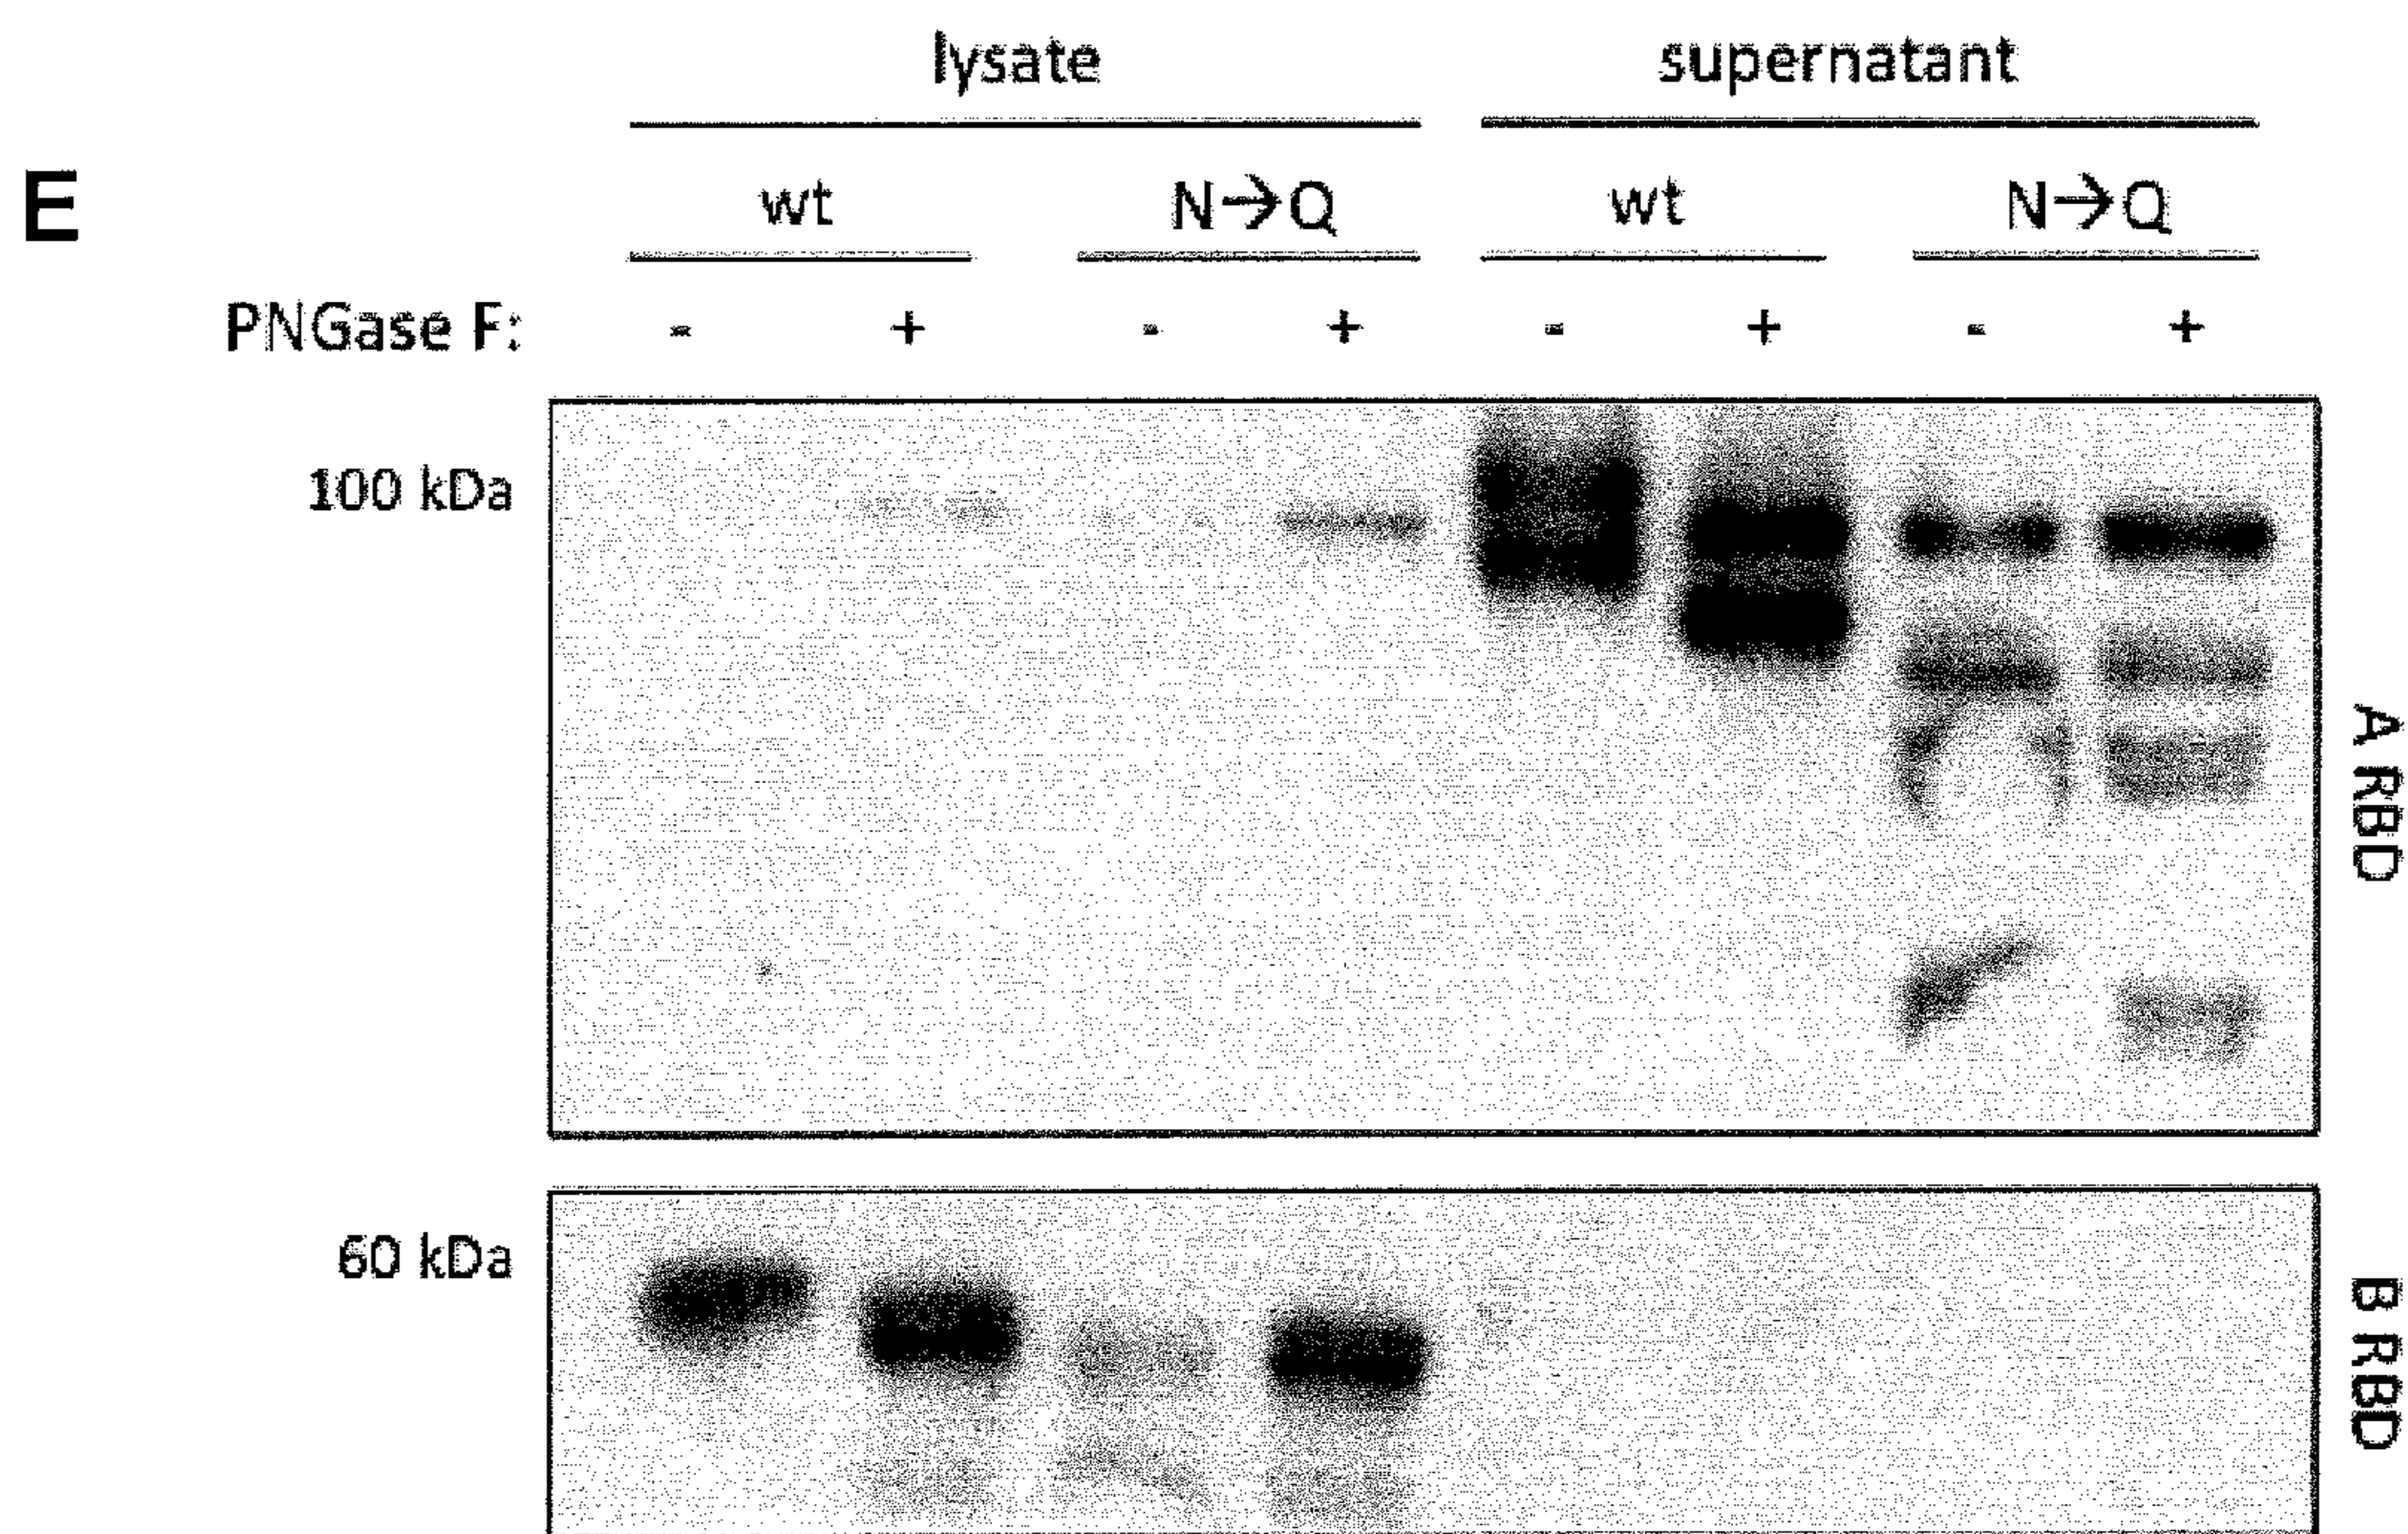 lysate supernatant
E wt N→Q wt N→Q
PNGase F: - + - + - + - +
100 kDa
A RBD
60 kDa
B RBD